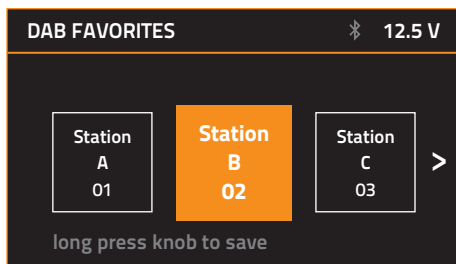 DAB FAVORITES 12.5 V
Station Station Station
A B C
01 02 03
>
long press knob to save